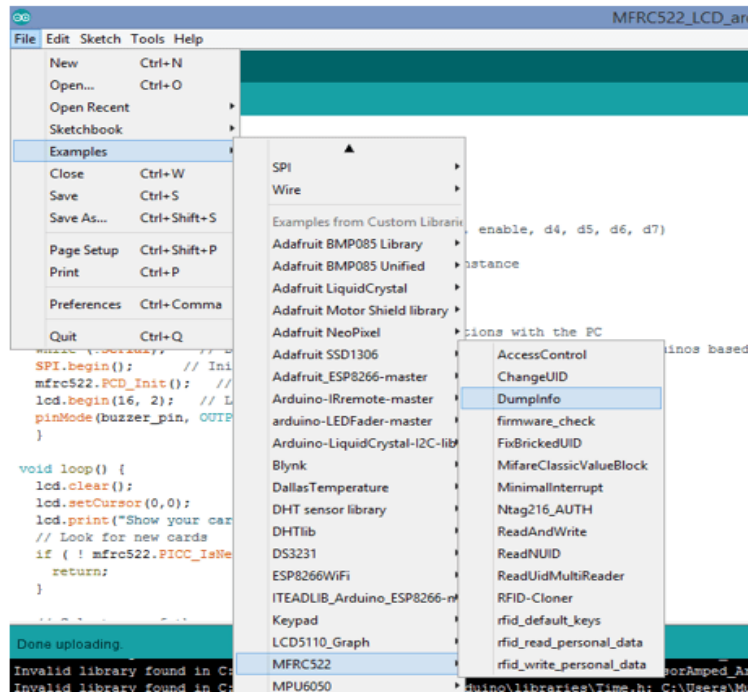 MFRC522_LCD_ar
File Edit Sketch Tools Help
New Ctrl+N
Open... Ctrl+O
Open Recent
Sketchbook
Examples
Close Ctrl+W
Save Ctrl+S
Save As... Ctrl+Shift+S
Page Setup Ctrl+Shift+P
Print Ctrl+P
Preferences Ctrl+Comma
Quit Ctrl+Q
SPI
Wire
Examples from Custom Librarie
Adafruit BMP085 Library
Adafruit BMP085 Unified
Adafruit LiquidCrystal
Adafruit Motor Shield library
Adafruit NeoPixel
Adafruit SSD1306
Adafruit_ESP8266-master
Arduino-IRremote-master
arduino-LEDFader-master
Arduino-LiquidCrystal-I2C-lib
Blynk
DallasTemperature
DHT sensor library
DHTlib
DS3231
ESP8266WiFi
ITEADLIB_Arduino_ESP8266-n
Keypad
LCD5110_Graph
MFRC522
MPU6050
AccessControl
ChangeUID
DumpInfo
firmware_check
FixBrickedUID
MifareClassicValueBlock
MinimalInterrupt
Ntag216_AUTH
ReadAndWrite
ReadNUID
ReadUidMultiReader
RFID-Cloner
rfid_default_keys
rfid_read_personal_data
rfid_write_personal_data
, enable, d4, d5, d6, d7)
nstance
tions with the PC
inos based
SPI.begin(); // Ini
mfrc522.PCD_Init(); //
lcd.begin(16, 2); // L
pinMode(buzzer_pin, OUTP
}
void loop() {
lcd.clear();
lcd.setCursor(0,0);
lcd.print("Show your car
// Look for new cards
if ( ! mfrc522.PICC_IsNe
return;
}
Done uploading.
Invalid library found in C: sorAmped_Ar
Invalid library found in C: duino\libraries\Time.h: C:\Users\M